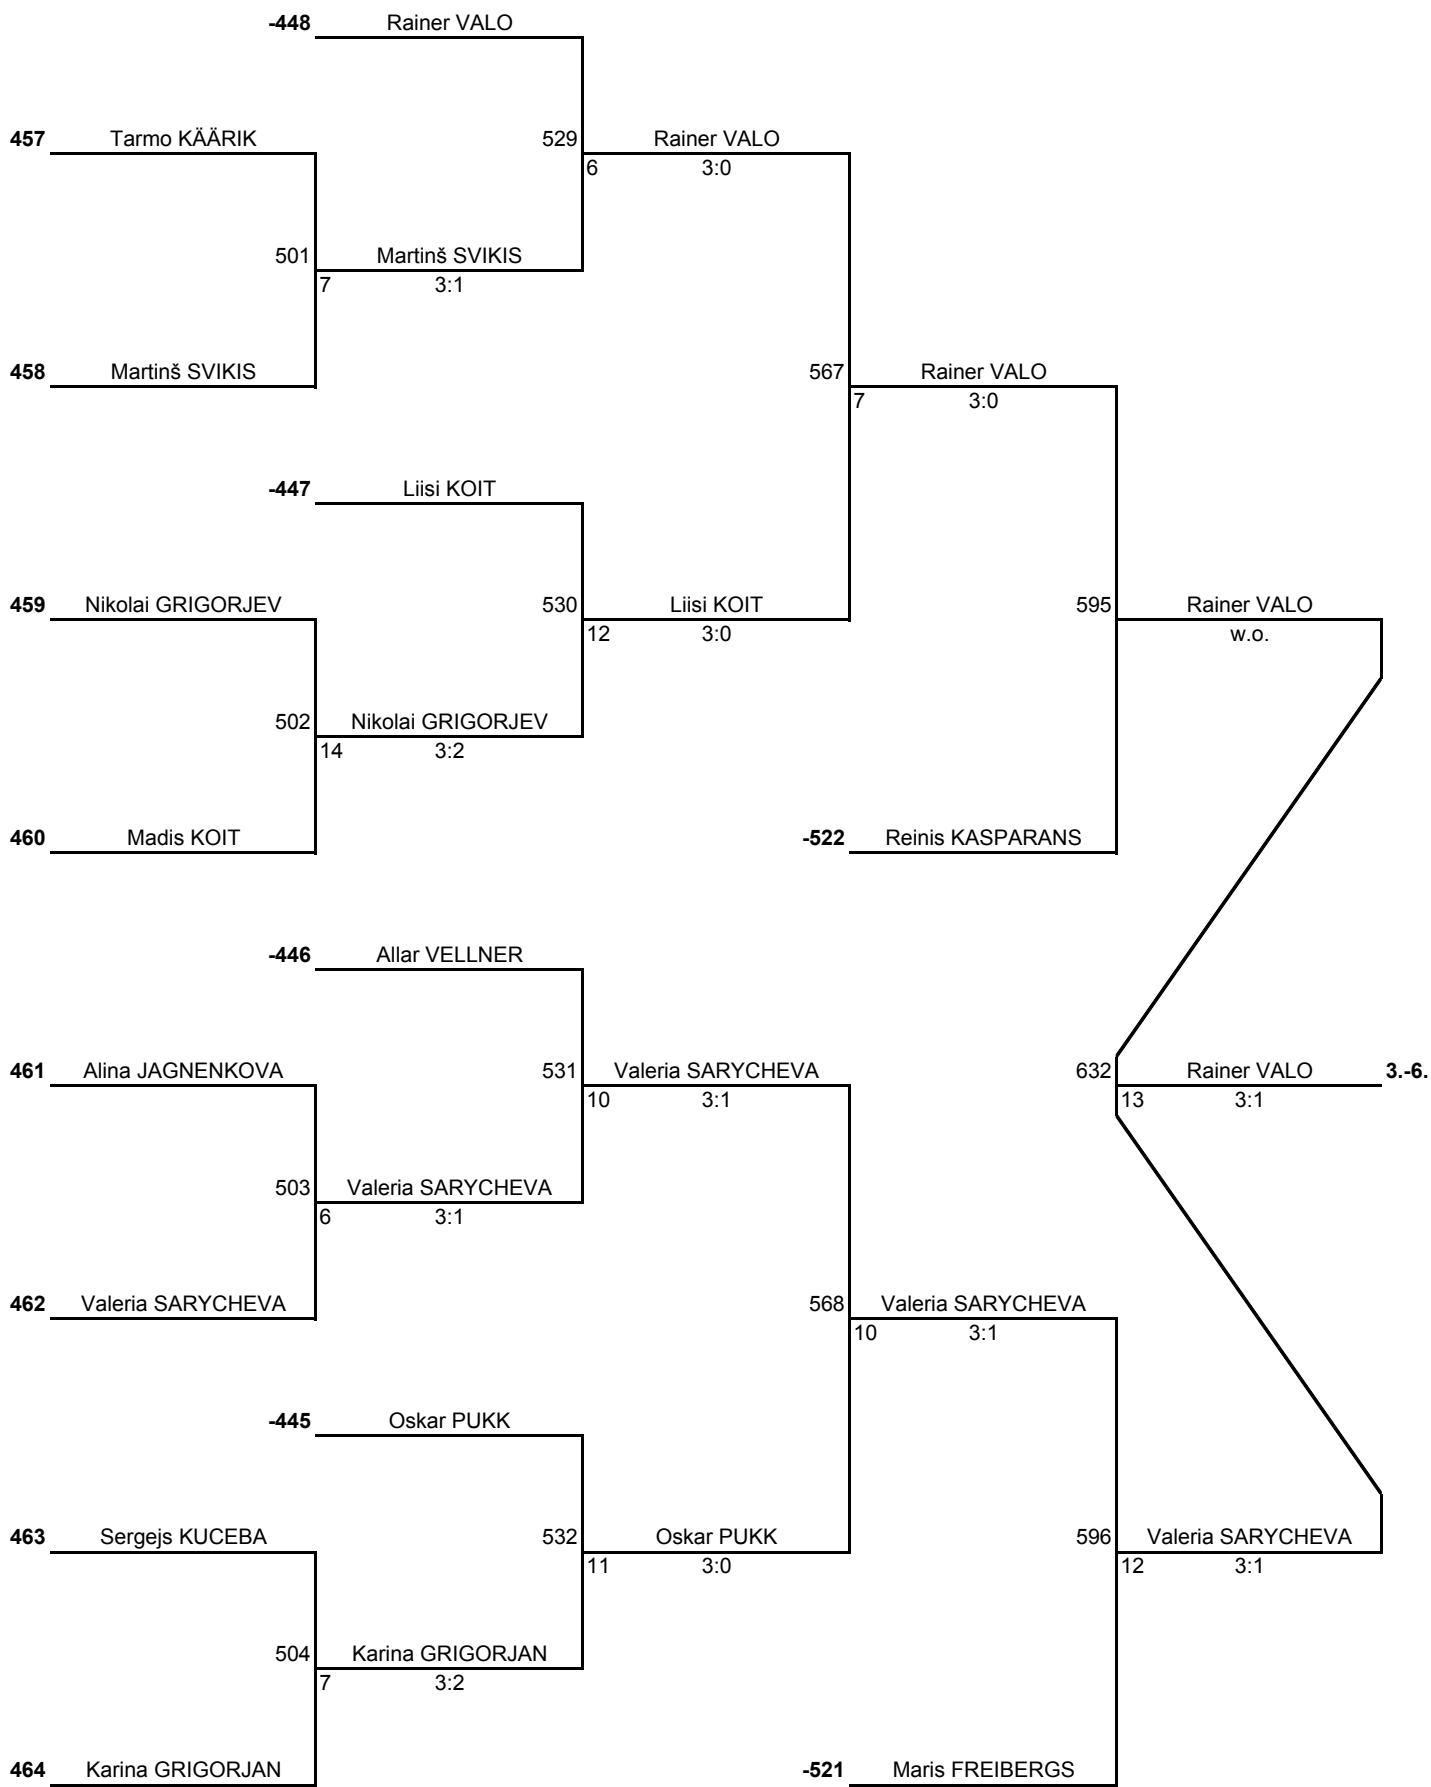 -448 Rainer VALO
457 Tarmo KÄÄRIK 529 Rainer VALO
6 3:0
501 Martinš SVIKIS
7 3:1
458 Martinš SVIKIS 567 Rainer VALO
7 3:0
-447 Liisi KOIT
459 Nikolai GRIGORJEV 530 Liisi KOIT 595 Rainer VALO
12 3:0 w.o.
502 Nikolai GRIGORJEV
14 3:2
460 Madis KOIT -522 Reinis KASPARANS
-446 Allar VELLNER
461 Alina JAGNENKOVA 531 Valeria SARYCHEVA 632 Rainer VALO 3.-6.
10 3:1 13 3:1
503 Valeria SARYCHEVA
6 3:1
462 Valeria SARYCHEVA 568 Valeria SARYCHEVA
10 3:1
-445 Oskar PUKK
463 Sergejs KUCEBA 532 Oskar PUKK 596 Valeria SARYCHEVA
11 3:0 12 3:1
504 Karina GRIGORJAN
7 3:2
464 Karina GRIGORJAN -521 Maris FREIBERGS